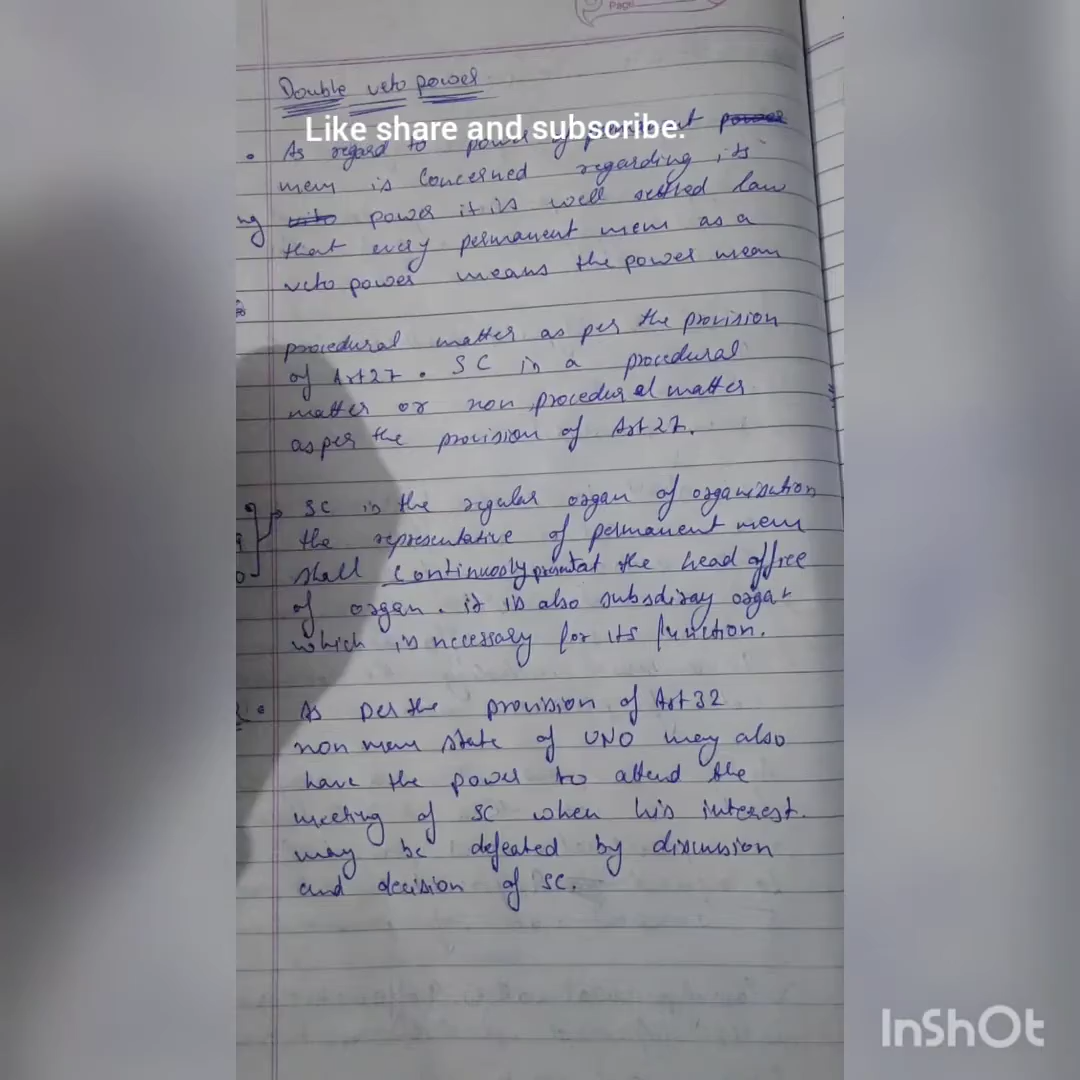 Page
Double veto power
Like share and subscribe.
• As regard to power of permanent power
mem is concerned regarding its
ng veto power it is well settled law
that every permanent mem as a
veto power means the power mean
procedural matter as per the provision
of Art 27. SC in a procedural
matter or non procedural matter
as per the provision of Art 27.
SC is the regular organ of organisation
the representative of permanent mem
shall continuosly present at the head office
of organ. it is also subsdiray organ
which is necessary for its function.
• As per the provision of Art 32
non mem state of UNO may also
have the power to attend the
meeting of SC when his interest.
may be defeated by discussion
and decision of SC.
InShOt